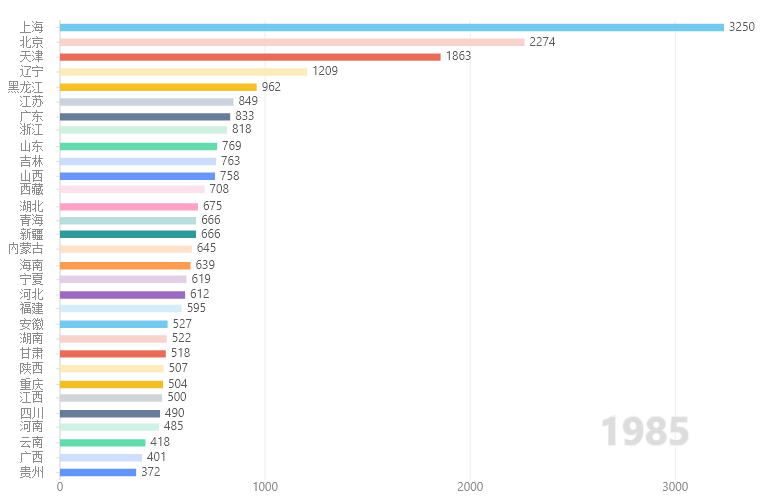 上海 3250
北京 2274
天津 1863
辽宁 1209
黑龙江 962
江苏 849
广东 833
浙江 818
山东 769
吉林 763
山西 758
西藏 708
湖北 675
青海 666
新疆 666
内蒙古 645
海南 639
宁夏 619
河北 612
福建 595
安徽 527
湖南 522
甘肃 518
陕西 507
重庆 504
江西 500
四川 490
河南 485
云南 418
广西 401
贵州 372
1985
0 1000 2000 3000